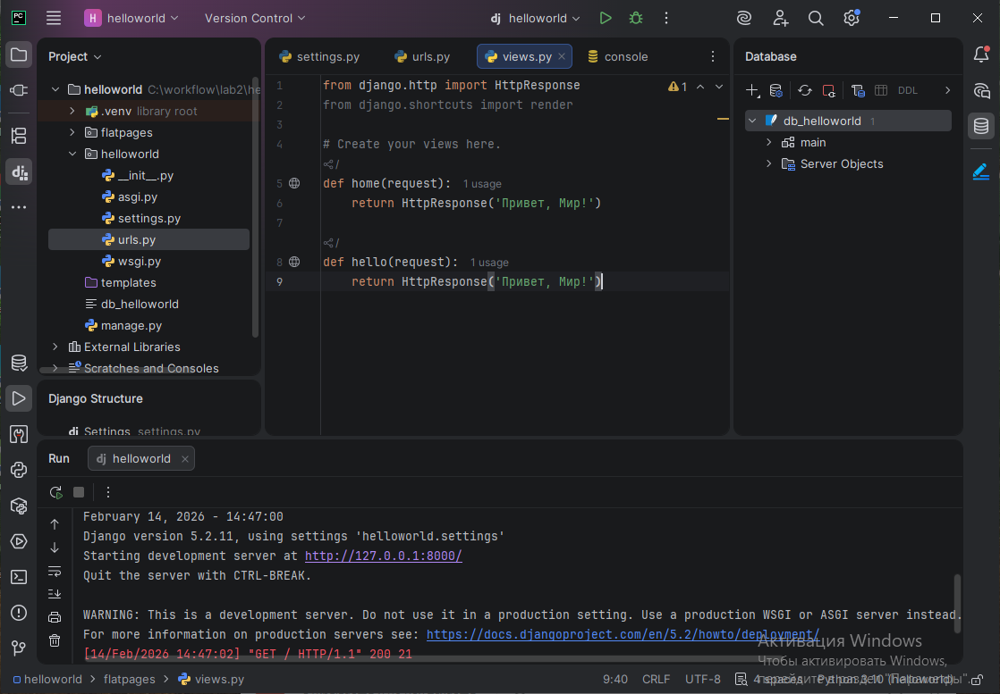 PC
H helloworld
Version Control
dj helloworld
Project
helloworld C:\workflow\lab2\he
.venv library root
flatpages
helloworld
__init__.py
asgi.py
settings.py
urls.py
wsgi.py
templates
db_helloworld
manage.py
External Libraries
Scratches and Consoles
Django Structure
dj Settings settings.py
settings.py
urls.py
views.py
console
1 from django.http import HttpResponse
1
2 from django.shortcuts import render
3
4 # Create your views here.
/
5 def home(request): 1 usage
6 return HttpResponse('Привет, Мир!')
7
/
8 def hello(request): 1 usage
9 return HttpResponse('Привет, Мир!')
Database
DDL
db_helloworld 1
main
Server Objects
Run
dj helloworld
February 14, 2026 - 14:47:00
Django version 5.2.11, using settings 'helloworld.settings'
Starting development server at http://127.0.0.1:8000/
Quit the server with CTRL-BREAK.
WARNING: This is a development server. Do not use it in a production setting. Use a production WSGI or ASGI server instead.
For more information on production servers see: https://docs.djangoproject.com/en/5.2/howto/deployment/
[14/Feb/2026 14:47:02] "GET / HTTP/1.1" 200 21
Активация Windows
Чтобы активировать Windows,
перейдите в раздел "Параметры".
helloworld
flatpages
views.py
9:40
CRLF
UTF-8
4 spaces
Python 3.10 (helloworld)